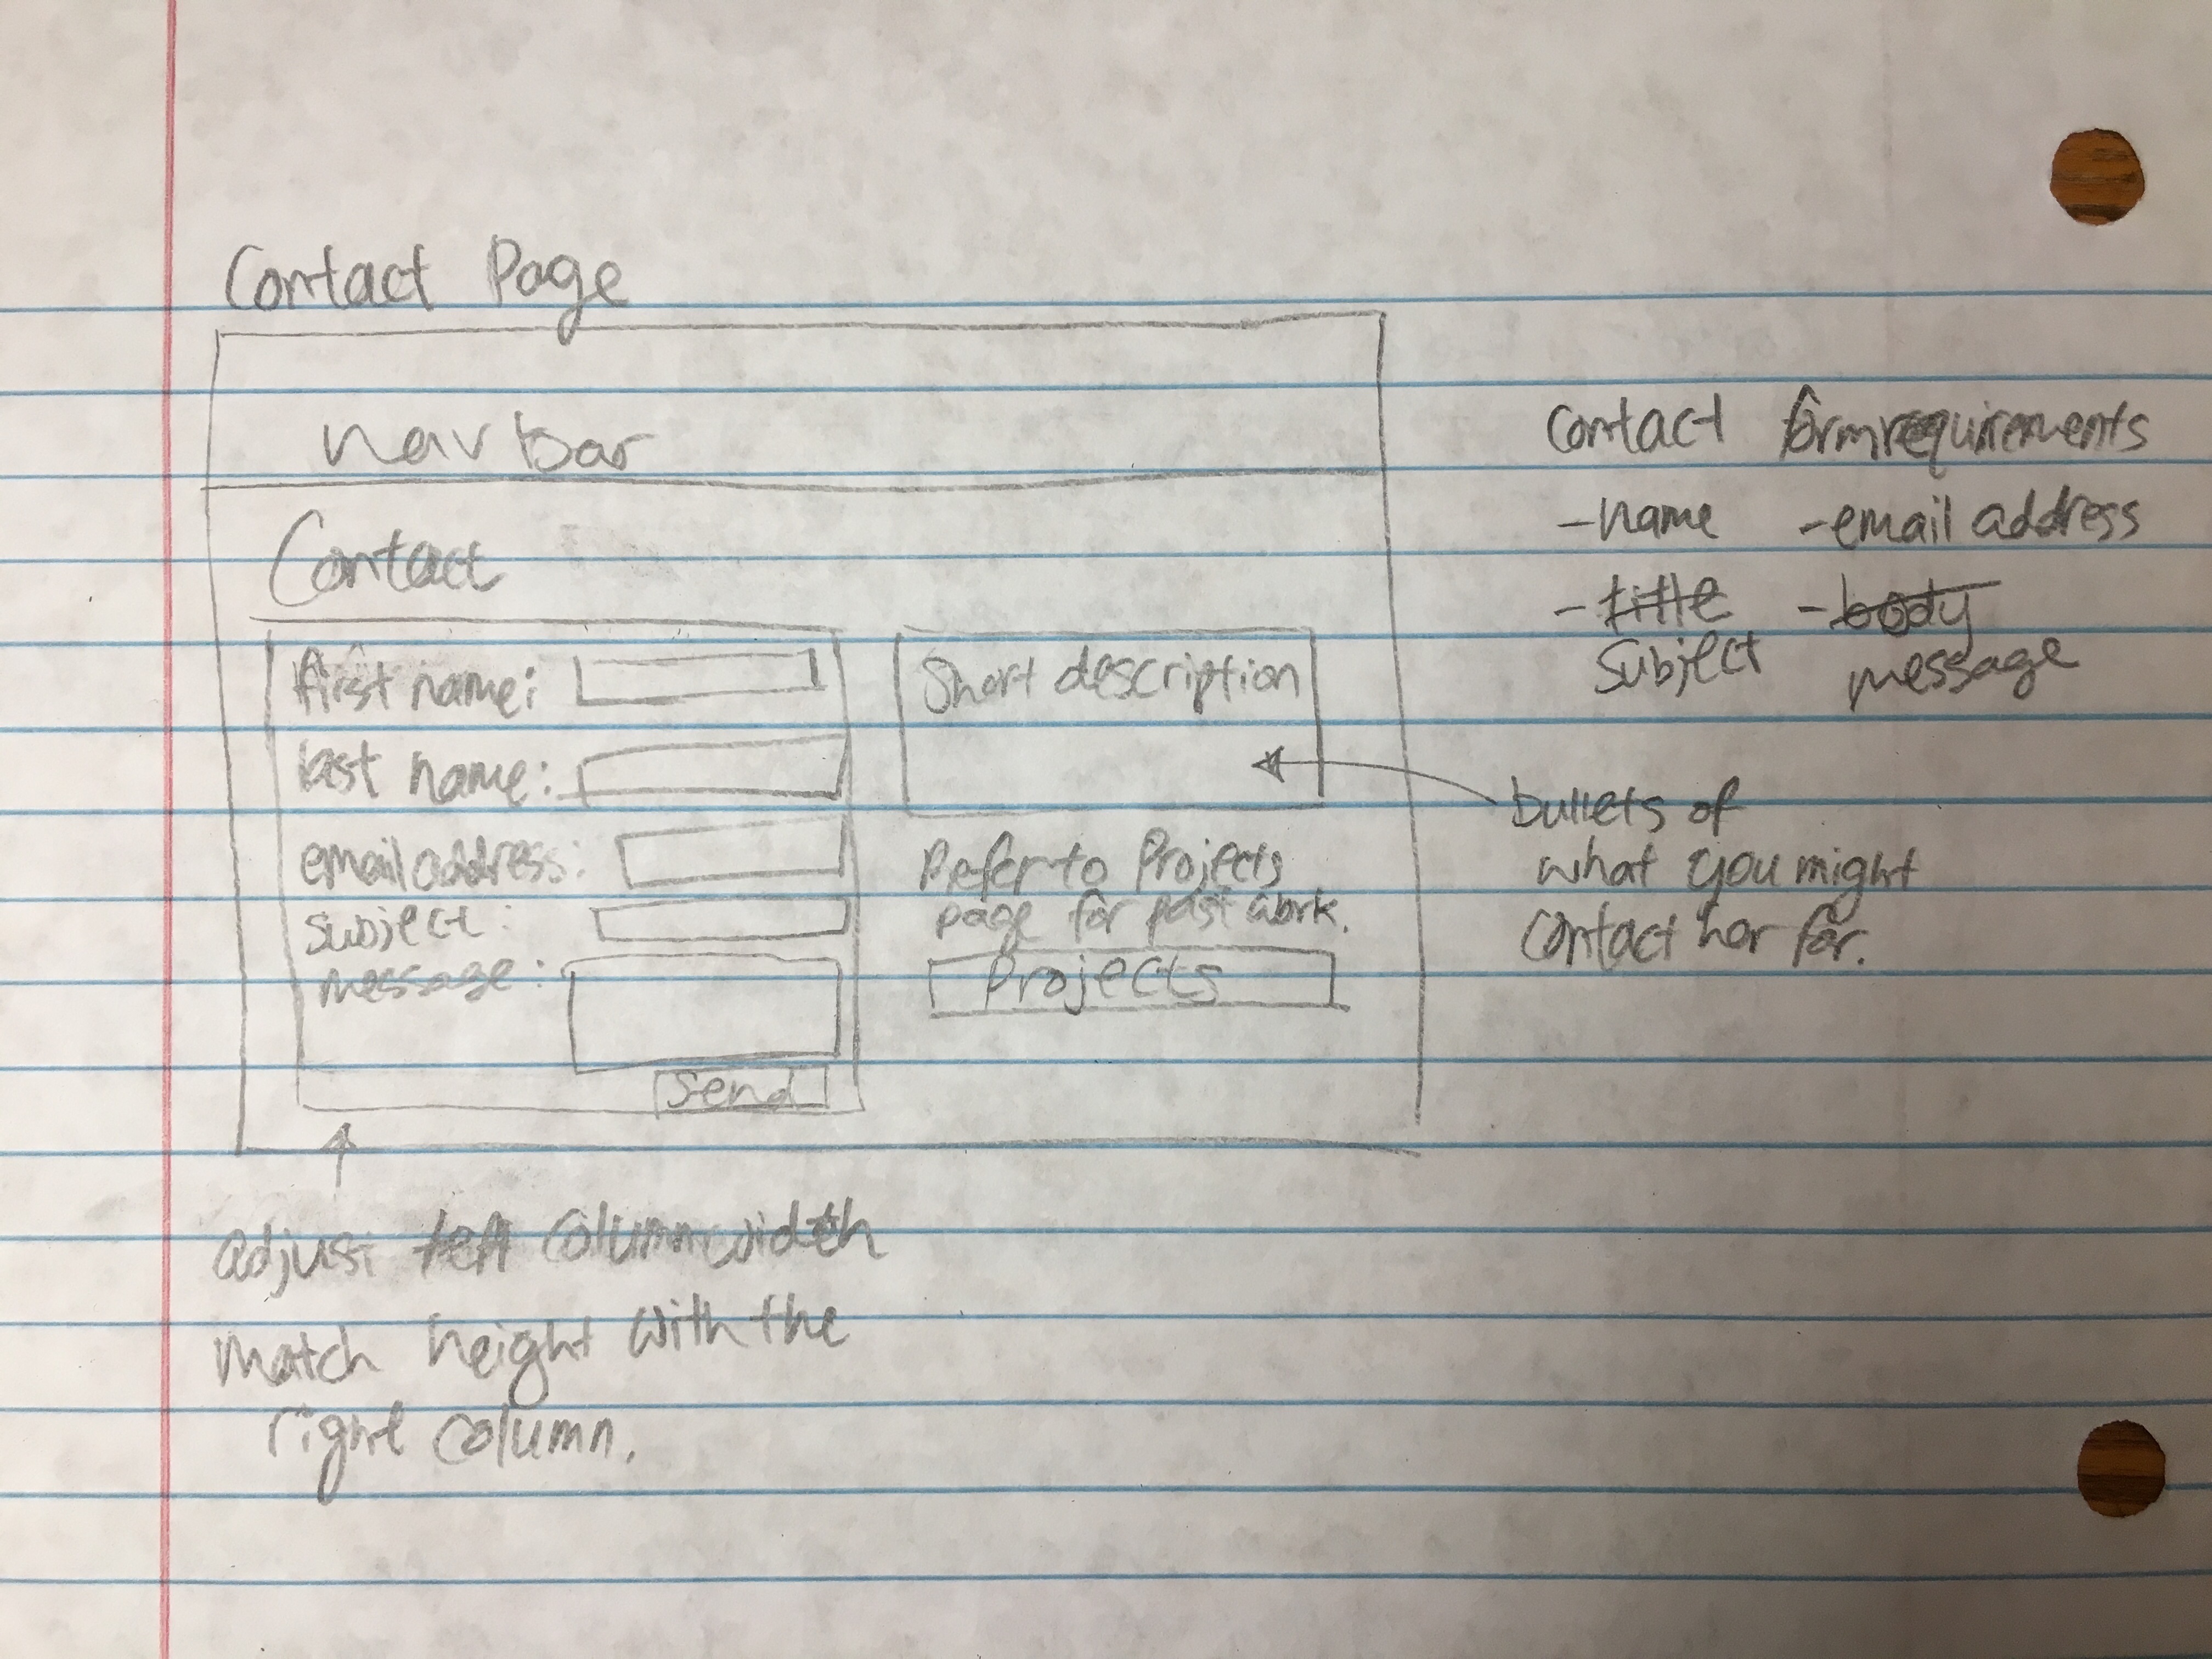 Contact Page
nav bar
Contact
first name:
last name:
email address:
subject:
message:
Send
Short description
Refer to Projects
page for past work.
Projects
Contact form requirements
- name - email address
- title - body
Subject message
bullets of
what you might
contact her for.
adjust left column width
match height with the
right column.